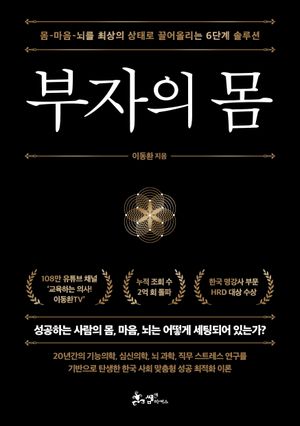 몸-마음-뇌를 최상의 상태로 끌어올리는 6단계 솔루션
부자의 몸
이동환 지음
108만 유튜브 채널
‘교육하는 의사!
이동환TV’
누적 조회 수
2억 회 돌파
한국 명강사 부문
HRD 대상 수상
성공하는 사람의 몸, 마음, 뇌는 어떻게 세팅되어 있는가?
20년간의 기능의학, 심신의학, 뇌 과학, 직무 스트레스 연구를
기반으로 탄생한 한국 사회 맞춤형 성공 최적화 이론